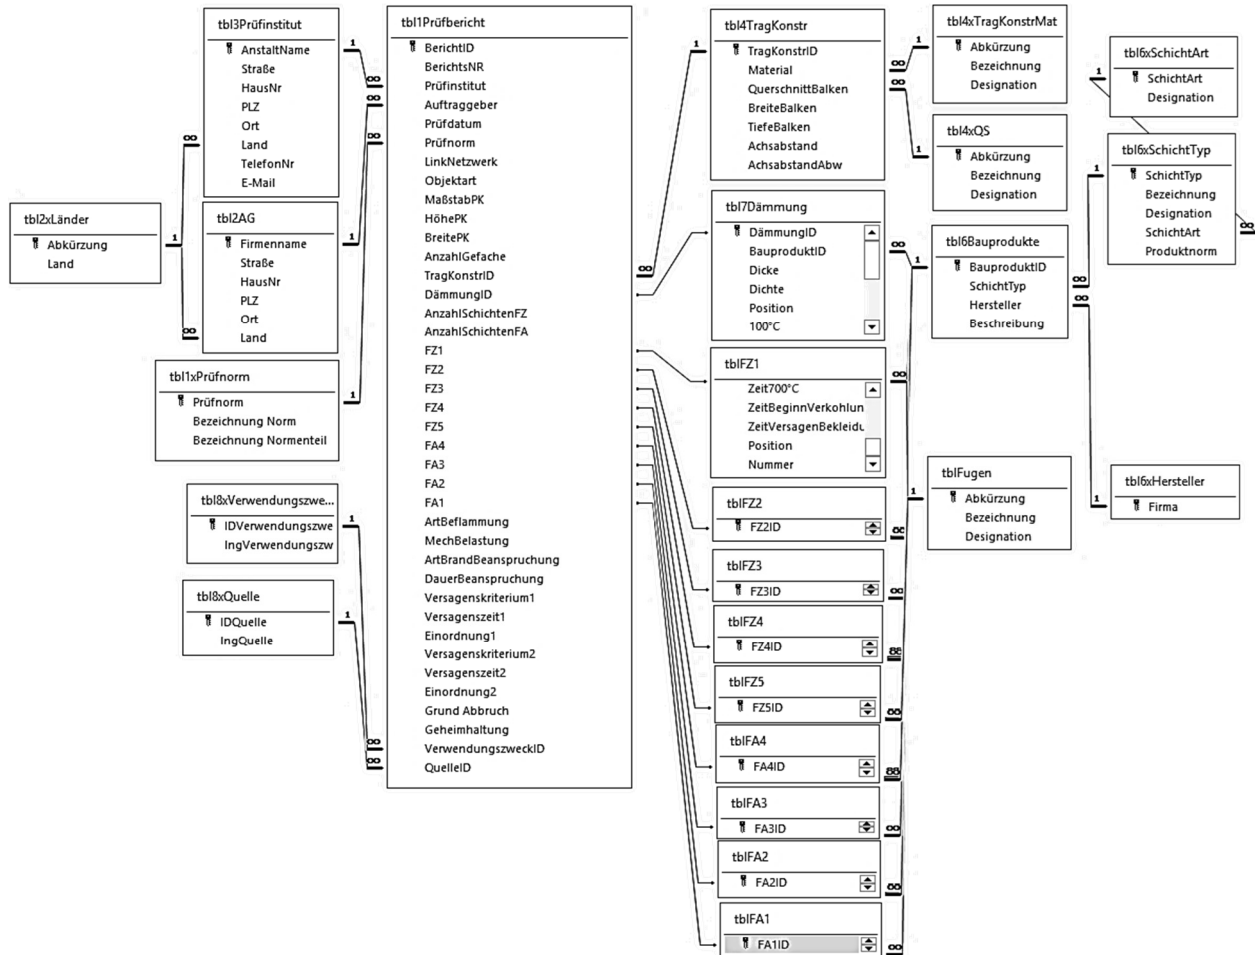 tbl2xLänder
Abkürzung
Land
tbl3Prüfinstitut
AnstaltName
Straße
HausNr
PLZ
Ort
Land
TelefonNr
E-Mail
tbl2AG
Firmenname
Straße
HausNr
PLZ
Ort
Land
tbl1xPrüfnorm
Prüfnorm
Bezeichnung Norm
Bezeichnung Normenteil
tbl8xVerwendungszwe...
IDVerwendungszwe
IngVerwendungszw
tbl8xQuelle
IDQuelle
IngQuelle
tbl1Prüfbericht
BerichtID
BerichtsNR
Prüfinstitut
Auftraggeber
Prüfdatum
Prüfnorm
LinkNetzwerk
Objektart
MaßstabPK
HöhePK
BreitePK
AnzahlGefache
TragKonstrID
DämmungID
AnzahlSchichtenFZ
AnzahlSchichtenFA
FZ1
FZ2
FZ3
FZ4
FZ5
FA4
FA3
FA2
FA1
ArtBeflammung
MechBelastung
ArtBrandBeanspruchung
DauerBeanspruchung
Versagenskriterium1
Versagenszeit1
Einordnung1
Versagenskriterium2
Versagenszeit2
Einordnung2
Grund Abbruch
Geheimhaltung
VerwendungszweckID
QuelleID
tbl4TragKonstr
TragKonstrID
Material
QuerschnittBalken
BreiteBalken
TiefeBalken
Achsabstand
AchsabstandAbw
tbl7Dämmung
DämmungID
BauproduktID
Dicke
Dichte
Position
100°C
tblFZ1
Zeit700°C
ZeitBeginnVerkohlun
ZeitVersagenBekleidu
Position
Nummer
tblFZ2
FZ2ID
tblFZ3
FZ3ID
tblFZ4
FZ4ID
tblFZ5
FZ5ID
tblFA4
FA4ID
tblFA3
FA3ID
tblFA2
FA2ID
tblFA1
FA1ID
tbl4xTragKonstrMat
Abkürzung
Bezeichnung
Designation
tbl4xQS
Abkürzung
Bezeichnung
Designation
tbl6Bauprodukte
BauproduktID
SchichtTyp
Hersteller
Beschreibung
tblFugen
Abkürzung
Bezeichnung
Designation
tbl6xSchichtArt
SchichtArt
Designation
tbl6xSchichtTyp
SchichtTyp
Bezeichnung
Designation
SchichtArt
Produktnorm
tbl6xHersteller
Firma